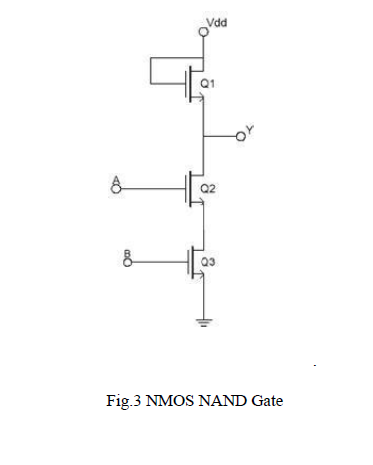 Vdd
Q1
Y
A
Q2
B
Q3
Fig.3 NMOS NAND Gate